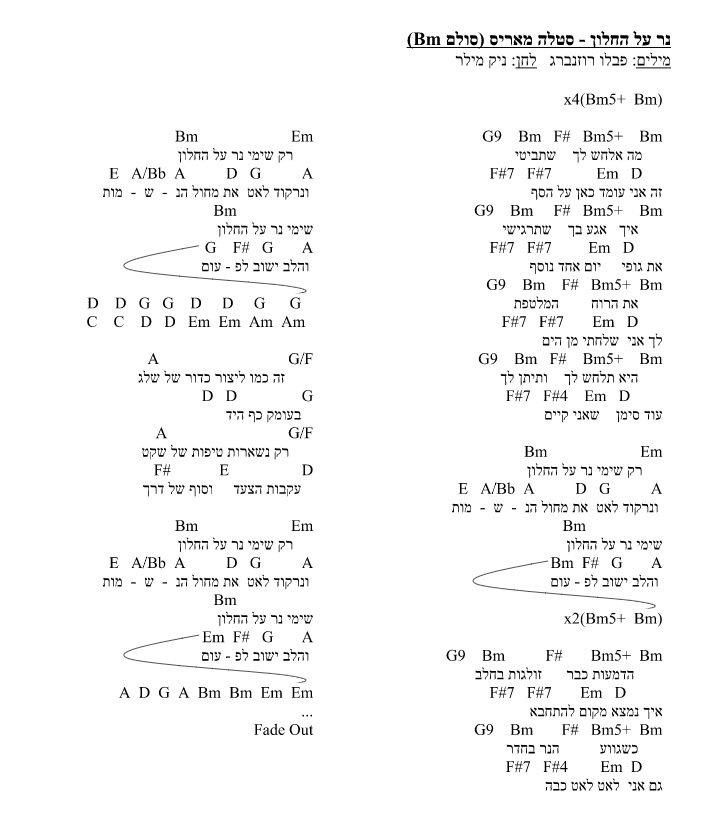 נר על החלון - סטלה מאריס (סולם Bm)
מילים: פבלו רוזנברג לחן: ניק מילר
x4(Bm5+ Bm)
G9 Bm F# Bm5+ Bm
מה אלחש לך שתביטי
F#7 F#7 Em D
זה אני עומד כאן על הסף
G9 Bm F# Bm5+ Bm
איך אגע בך שתרגישי
F#7 F#7 Em D
את גופי יום אחד נוסף
G9 Bm F# Bm5+ Bm
את הרוח המלטפת
F#7 F#7 Em D
לך אני שלחתי מן הים
G9 Bm F# Bm5+ Bm
היא תלחש לך ותיתן לך
F#7 F#4 Em D
עוד סימן שאני קיים
Bm Em
רק שימי נר על החלון
E A/Bb A D G A
ונרקוד לאט את מחול הנ - ש - מות
Bm
שימי נר על החלון
Bm F# G A
והלב ישוב לפ - עום
x2(Bm5+ Bm)
G9 Bm F# Bm5+ Bm
הדמעות כבר זולגות בחלב
F#7 F#7 Em D
איך נמצא מקום להתחבא
G9 Bm F# Bm5+ Bm
כשגווע הנר בחדר
F#7 F#4 Em D
גם אני לאט לאט כבה
Bm Em
רק שימי נר על החלון
E A/Bb A D G A
ונרקוד לאט את מחול הנ - ש - מות
Bm
שימי נר על החלון
G F# G A
והלב ישוב לפ - עום
D D G G D D G G
C C D D Em Em Am Am
A G/F
זה כמו ליצור כדור של שלג
D D G
בעומק כף היד
A G/F
רק נשארות טיפות של שקט
F# E D
עקבות הצעד וסוף של דרך
Bm Em
רק שימי נר על החלון
E A/Bb A D G A
ונרקוד לאט את מחול הנ - ש - מות
Bm
שימי נר על החלון
Em F# G A
והלב ישוב לפ - עום
A D G A Bm Bm Em Em
...
Fade Out